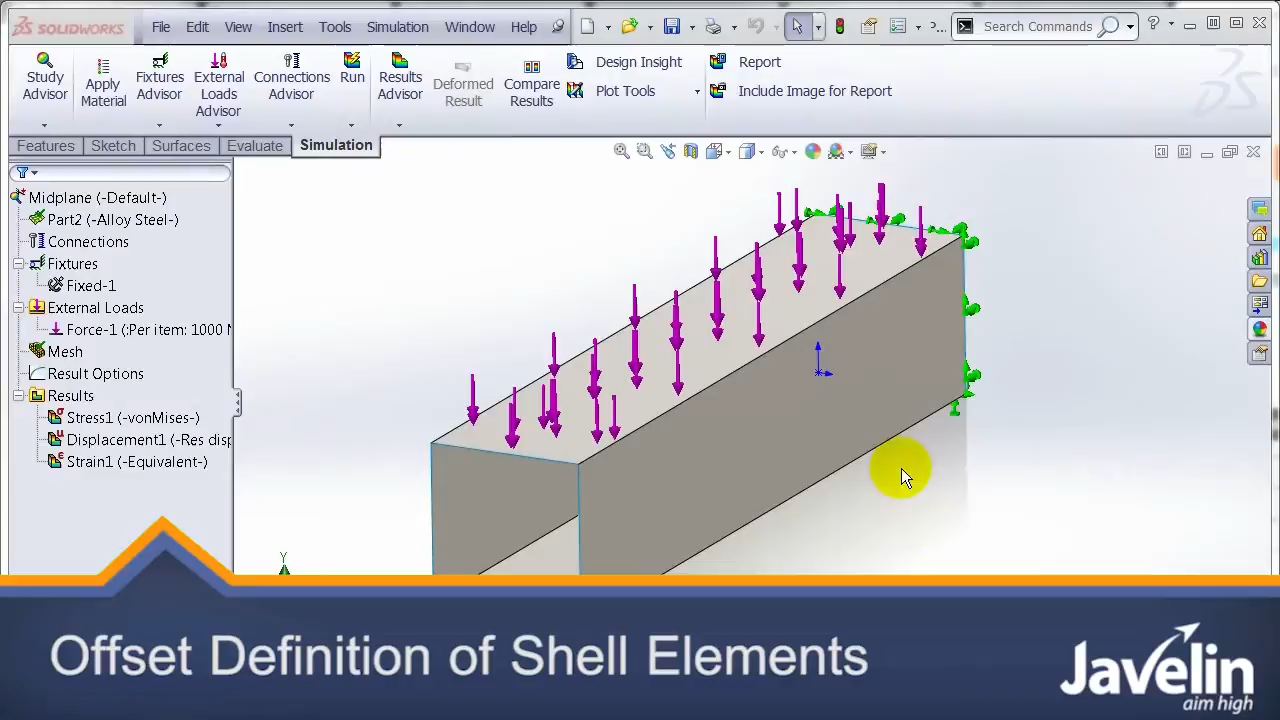 SOLIDWORKS File Edit View Insert Tools Simulation Window Help ?... Search Commands ?
Study Advisor
Apply Material
Fixtures Advisor
External Loads Advisor
Connections Advisor
Run
Results Advisor
Deformed Result
Compare Results
Design Insight
Plot Tools
Report
Include Image for Report
Features Sketch Surfaces Evaluate Simulation
Midplane (-Default-)
Part2 (-Alloy Steel-)
Connections
Fixtures
Fixed-1
External Loads
Force-1 (:Per item: 1000 N
Mesh
Result Options
Results
Stress1 (-vonMises-)
Displacement1 (-Res disp
Strain1 (-Equivalent-)
Y
Offset Definition of Shell Elements
Javelin
aim high